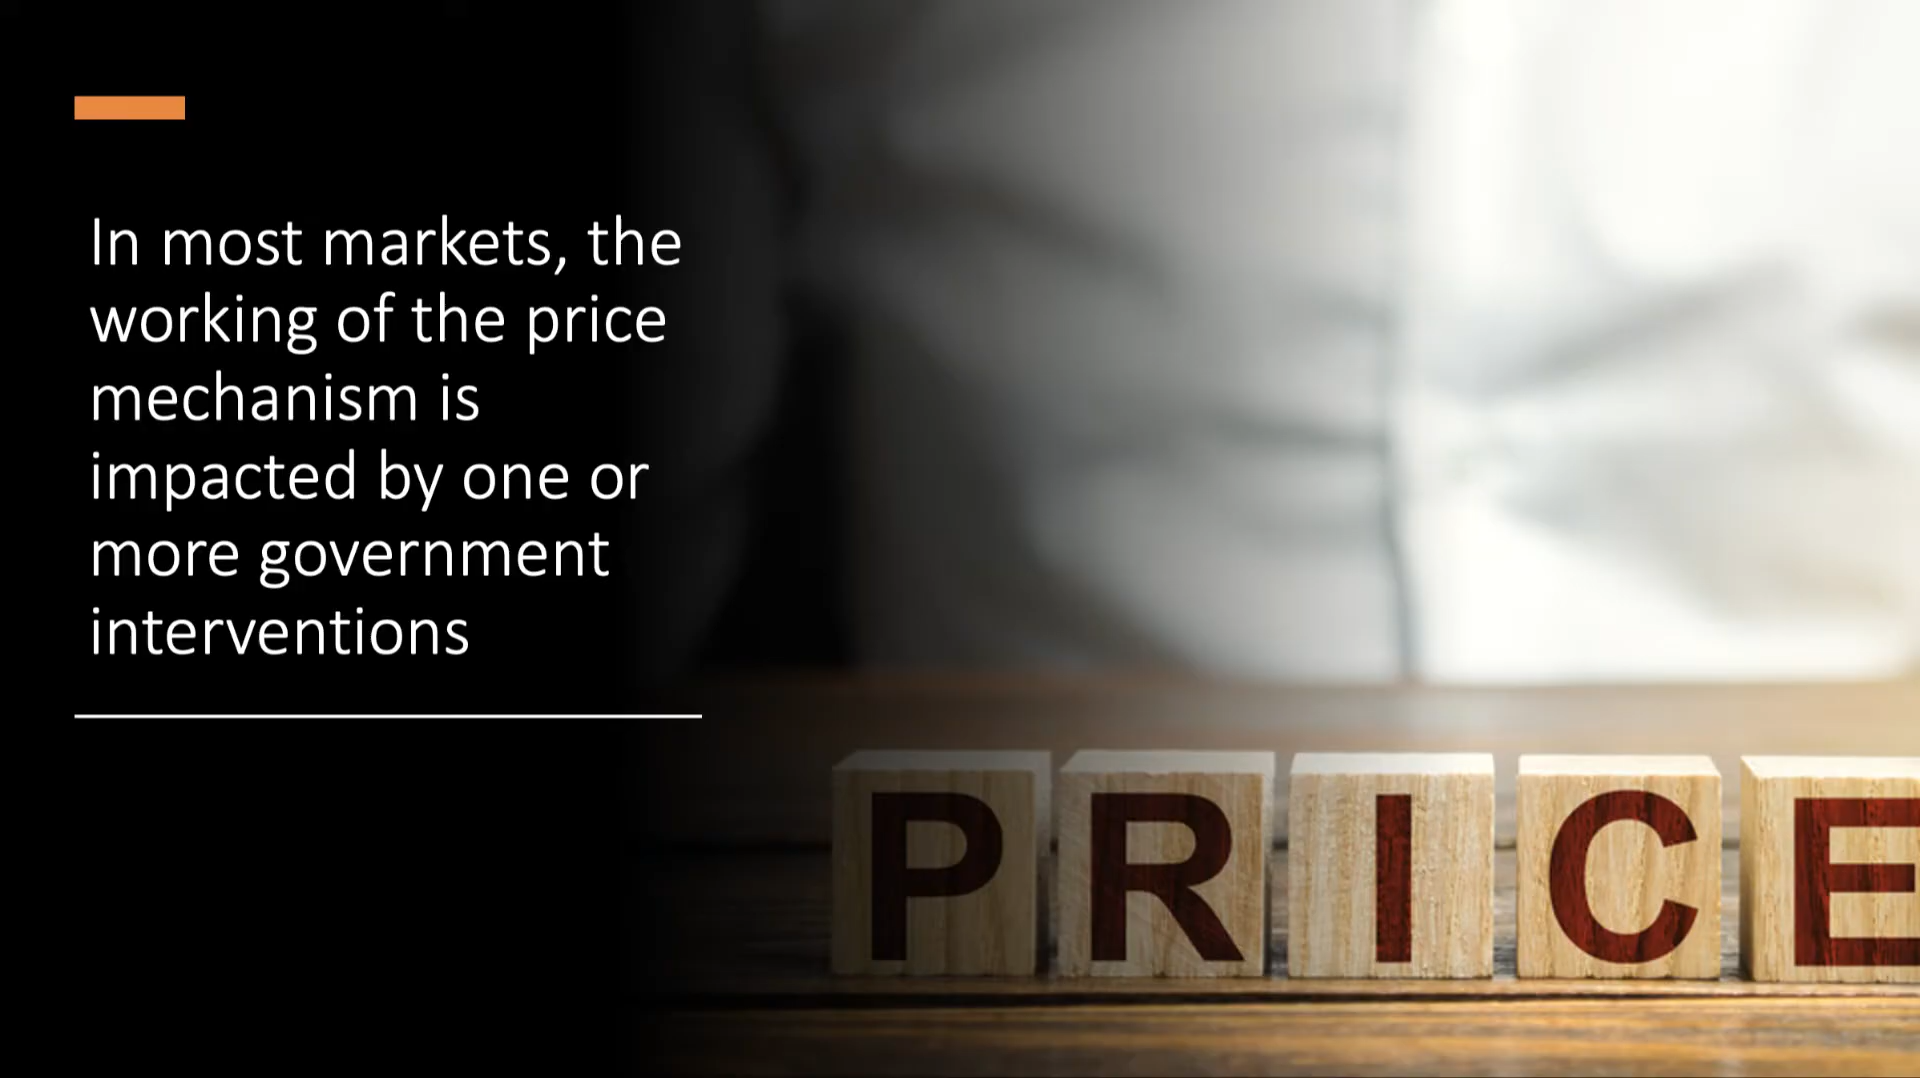 In most markets, the
working of the price
mechanism is
impacted by one or
more government
interventions
PRICE